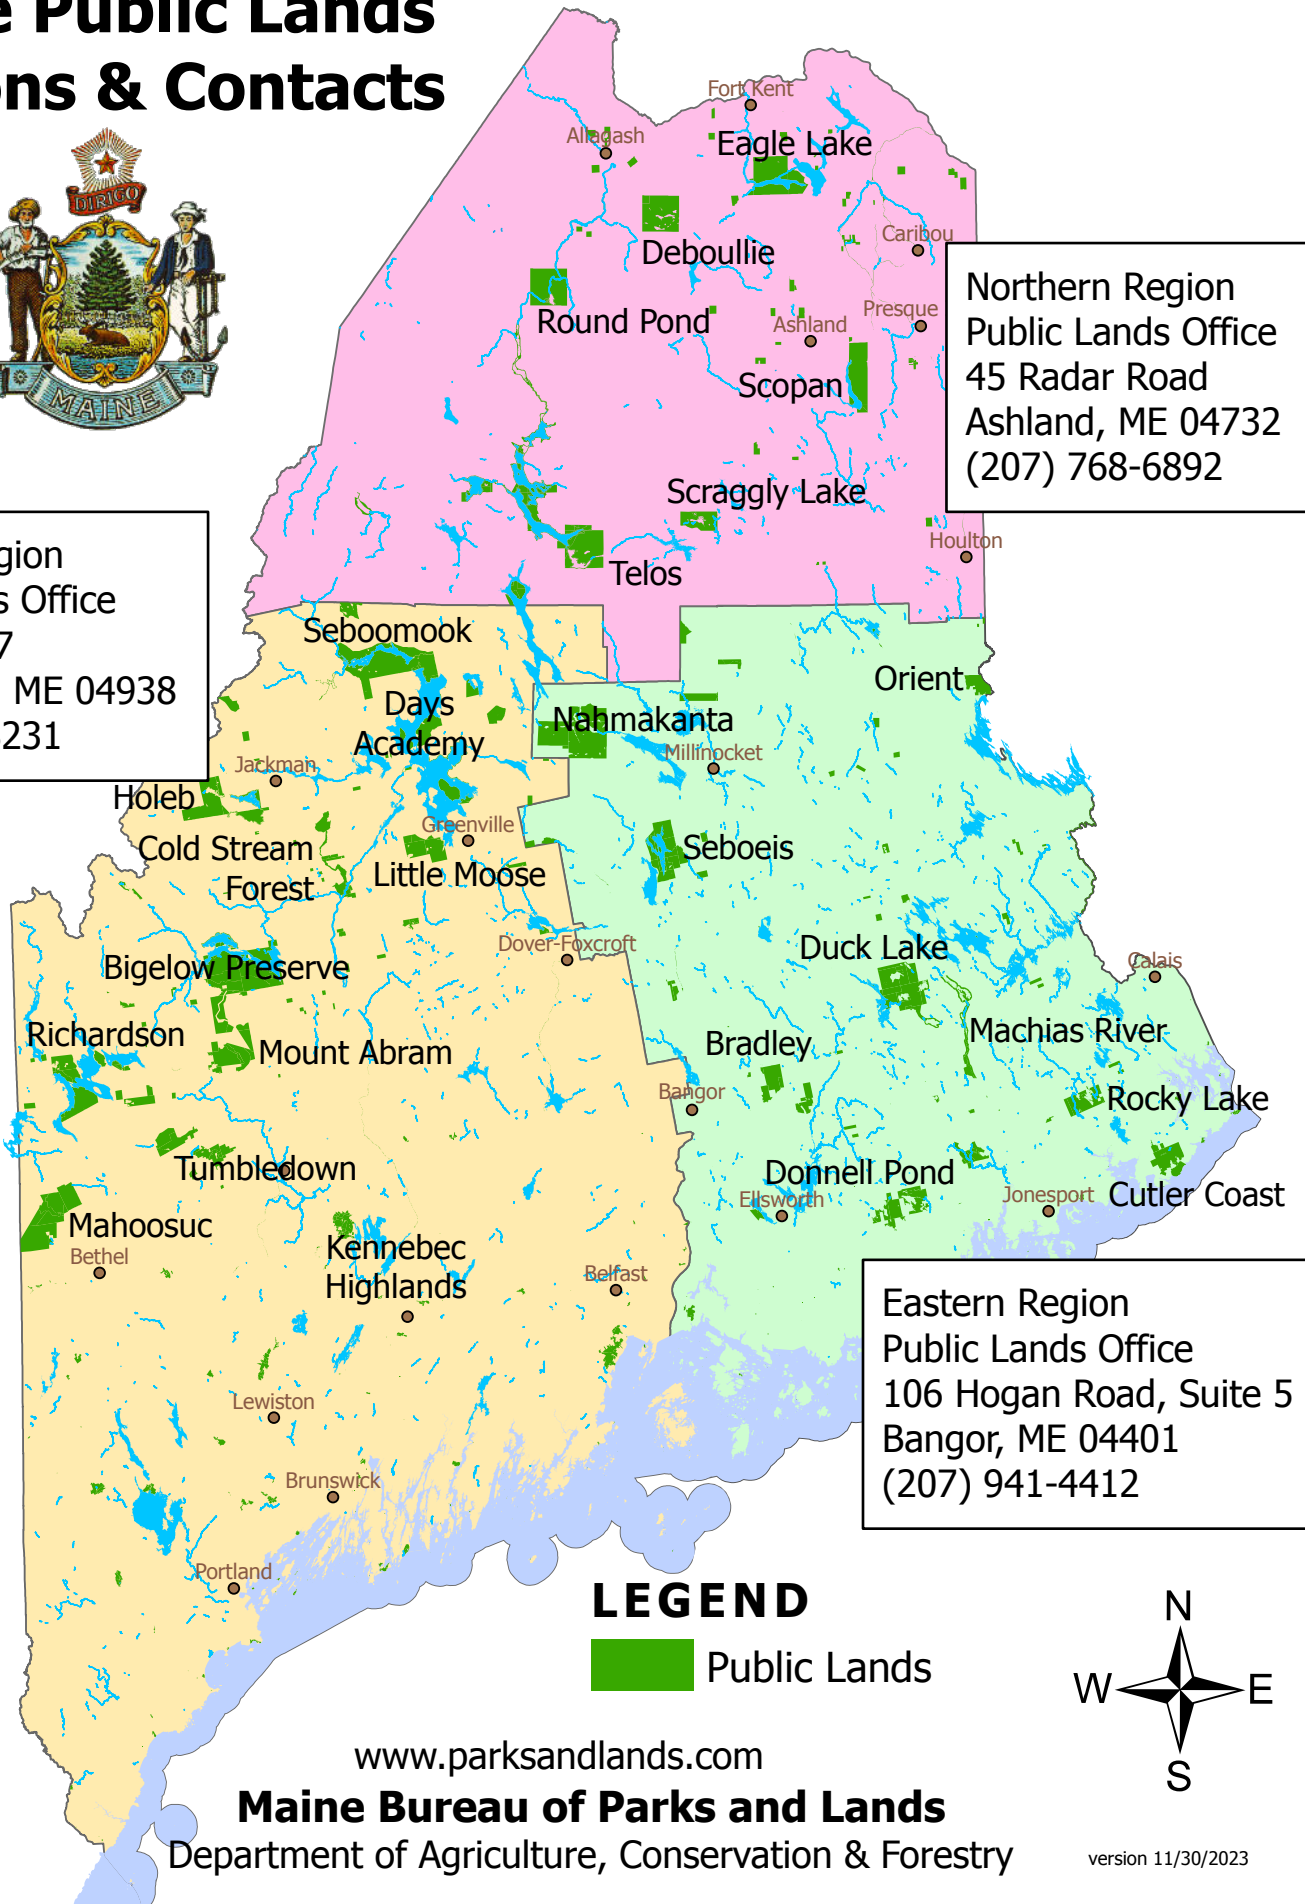 e Public Lands
ons & Contacts
DIRIGO
MAINE
Fort Kent
Allagash
Eagle Lake
Caribou
Deboullie
Round Pond
Presque
Ashland
Scopan
Northern Region
Public Lands Office
45 Radar Road
Ashland, ME 04732
(207) 768-6892
Scraggly Lake
Houlton
Telos
gion
s Office
7
ME 04938
231
Seboomook
Orient
Days
Academy
Nahmakanta
Millinocket
Jackman
Holeb
Greenville
Cold Stream
Forest
Little Moose
Seboeis
Dover-Foxcroft
Duck Lake
Calais
Bigelow Preserve
Richardson
Mount Abram
Bradley
Machias River
Bangor
Rocky Lake
Tumbledown
Donnell Pond
Ellsworth
Jonesport
Cutler Coast
Mahoosuc
Bethel
Kennebec
Highlands
Belfast
Eastern Region
Public Lands Office
106 Hogan Road, Suite 5
Bangor, ME 04401
(207) 941-4412
Lewiston
Brunswick
Portland
LEGEND
Public Lands
N
W E
S
www.parksandlands.com
Maine Bureau of Parks and Lands
Department of Agriculture, Conservation & Forestry
version 11/30/2023